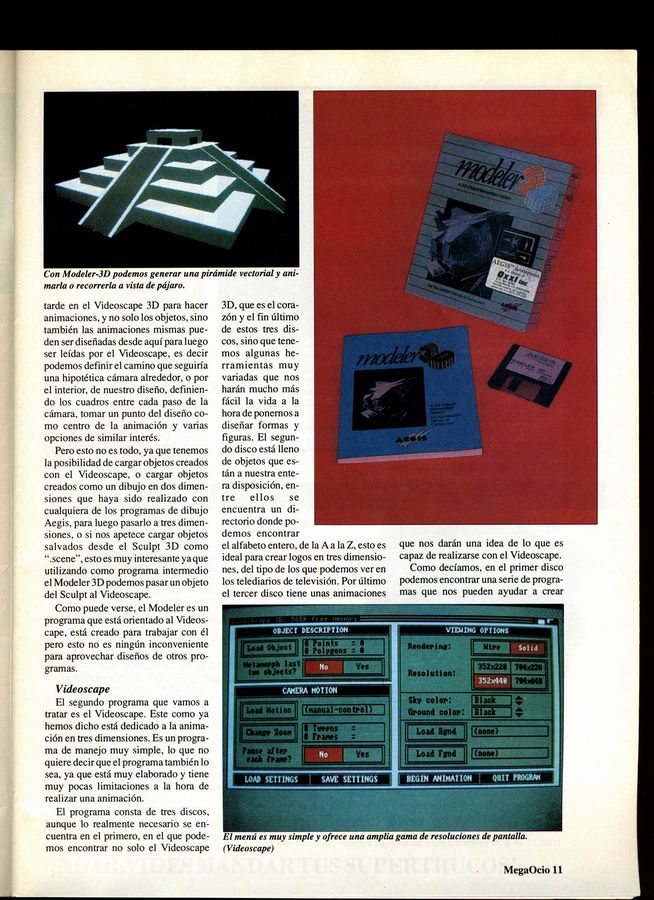 Con Modeler-3D podemos generar una pirámide vectorial y ani-
marla o recorrerla a vista de pájaro.
tarde en el Videoscape 3D para hacer
animaciones, y no solo los objetos, sino
también las animaciones mismas pue-
den ser diseñadas desde aquí para luego
ser leídas por el Videoscape, es decir
podemos definir el camino que seguiría
una hipotética cámara alrededor, o por
el interior, de nuestro diseño, definien-
do los cuadros entre cada paso de la
cámara, tomar un punto del diseño co-
mo centro de la animación y varias
opciones de similar interés.
Pero esto no es todo, ya que tenemos
la posibilidad de cargar objetos creados
con el Videoscape, o cargar objetos
creados como un dibujo en dos dimen-
siones que haya sido realizado con
cualquiera de los programas de dibujo
Aegis, para luego pasarlo a tres dimen-
siones, o si nos apetece cargar objetos
salvados desde el Sculpt 3D como
“.scene”, esto es muy interesante ya que
utilizando como programa intermedio
el Modeler 3D podemos pasar un objeto
del Sculpt al Videoscape.
Como puede verse, el Modeler es un
programa que está orientado al Videos-
cape, está creado para trabajar con él
pero esto no es ningún inconveniente
para aprovechar diseños de otros pro-
gramas.
Videoscape
El segundo programa que vamos a
tratar es el Videoscape. Este como ya
hemos dicho está dedicado a la anima-
ción en tres dimensiones. Es un progra-
ma de manejo muy simple, lo que no
quiere decir que el programa también lo
sea, ya que está muy elaborado y tiene
muy pocas limitaciones a la hora de
realizar una animación.
El programa consta de tres discos,
aunque lo realmente necesario se en-
cuentra en el primero, en el que pode-
mos encontrar no solo el Videoscape
3D, que es el cora-
zón y el fin último
de estos tres dis-
cos, sino que tene-
mos algunas he-
rramientas muy
variadas que nos
harán mucho más
fácil la vida a la
hora de ponernos a
diseñar formas y
figuras. El segun-
do disco está lleno
de objetos que es-
tán a nuestra ente-
ra disposición, en-
tre ellos se
encuentra un di-
rectorio donde po-
demos encontrar
el alfabeto entero, de la A a la Z, esto es
ideal para crear logos en tres dimensio-
nes, del tipo de los que podemos ver en
los telediarios de televisión. Por último
el tercer disco tiene unas animaciones
que nos darán una idea de lo que es
capaz de realizarse con el Videoscape.
Como decíamos, en el primer disco
podemos encontrar una serie de progra-
mas que nos pueden ayudar a crear
modeler
AEGIS
Oxxi inc.
AEGIS
modeler
AEGIS
OBJECT DESCRIPTION
Load Object
0 Points = 0
0 Polygons = 0
Metamorph last
two objects?
No
Yes
CAMERA MOTION
Load Motion
(manual-control)
Change Zoom
0 Tweens =
0 Frames =
Pause after
each frame?
No
Yes
LOAD SETTINGS
SAVE SETTINGS
VIEWING OPTIONS
Rendering:
Wire
Solid
Resolution:
352x220
704x220
352x440
704x440
Sky color:
Black
Ground color:
Black
Load Bgnd
(none)
Load Fgnd
(none)
BEGIN ANIMATION
QUIT PROGRAM
El menú es muy simple y ofrece una amplia gama de resoluciones de pantalla.
(Videoscape)
MegaOcio 11